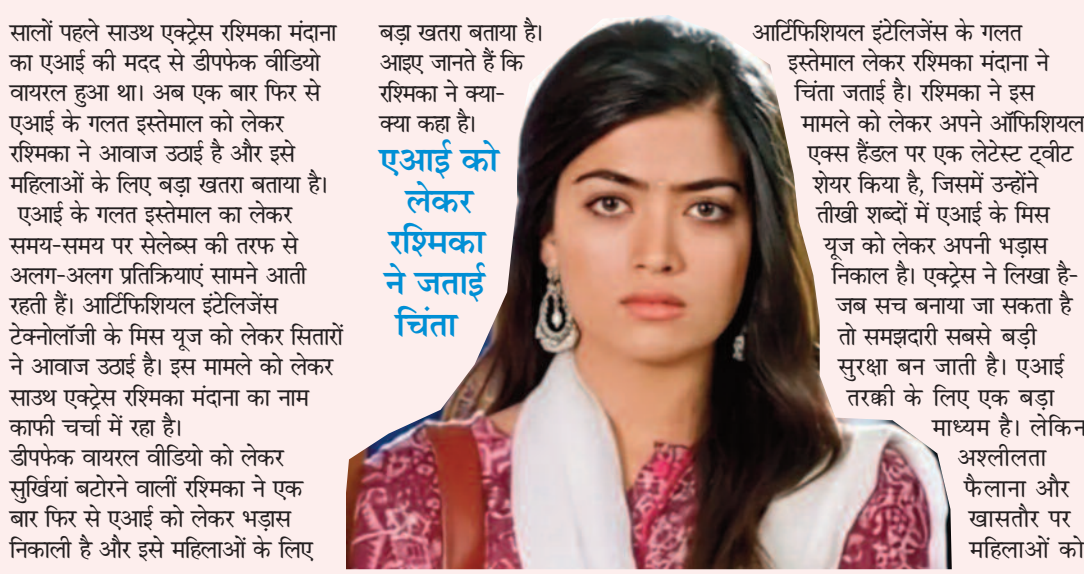 सालों पहले साउथ एक्ट्रेस रश्मिका मंदाना
का एआई की मदद से डीपफेक वीडियो
वायरल हुआ था। अब एक बार फिर से
एआई के गलत इस्तेमाल को लेकर
रश्मिका ने आवाज उठाई है और इसे
महिलाओं के लिए बड़ा खतरा बताया है।
एआई के गलत इस्तेमाल का लेकर
समय-समय पर सेलेब्स की तरफ से
अलग-अलग प्रतिक्रियाएं सामने आती
रहती हैं। आर्टिफिशियल इंटेलिजेंस
टेक्नोलॉजी के मिस यूज को लेकर सितारों
ने आवाज उठाई है। इस मामले को लेकर
साउथ एक्ट्रेस रश्मिका मंदाना का नाम
काफी चर्चा में रहा है।
डीपफेक वायरल वीडियो को लेकर
सुर्खियां बटोरने वालीं रश्मिका ने एक
बार फिर से एआई को लेकर भड़ास
निकाली है और इसे महिलाओं के लिए
बड़ा खतरा बताया है।
आइए जानते हैं कि
रश्मिका ने क्या-
क्या कहा है।
एआई को
लेकर
रश्मिका
ने जताई
चिंता
आर्टिफिशियल इंटेलिजेंस के गलत
इस्तेमाल लेकर रश्मिका मंदाना ने
चिंता जताई है। रश्मिका ने इस
मामले को लेकर अपने ऑफिशियल
एक्स हैंडल पर एक लेटेस्ट ट्वीट
शेयर किया है, जिसमें उन्होंने
तीखी शब्दों में एआई के मिस
यूज को लेकर अपनी भड़ास
निकाल है। एक्ट्रेस ने लिखा है-
जब सच बनाया जा सकता है
तो समझदारी सबसे बड़ी
सुरक्षा बन जाती है। एआई
तरक्की के लिए एक बड़ा
माध्यम है। लेकिन
अश्लीलता
फैलाना और
खासतौर पर
महिलाओं को